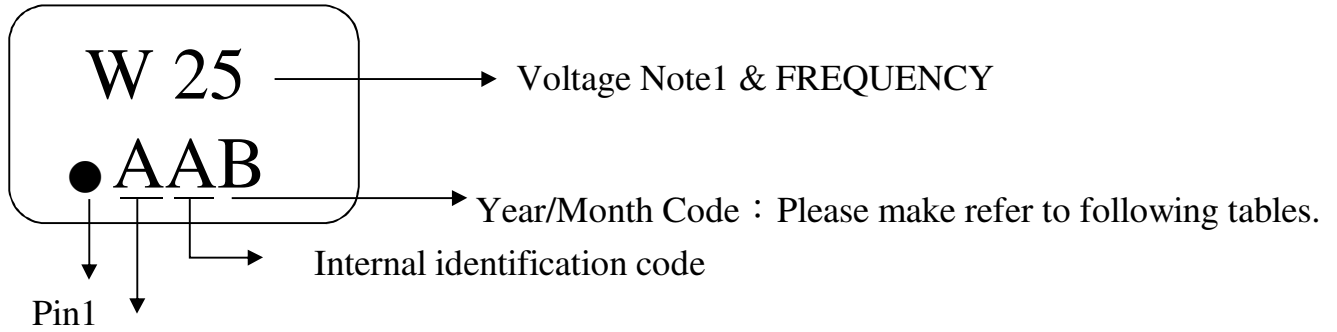 W 25
Voltage Note1 & FREQUENCY
●AAB
Year/Month Code：Please make refer to following tables.
Internal identification code
Pin1